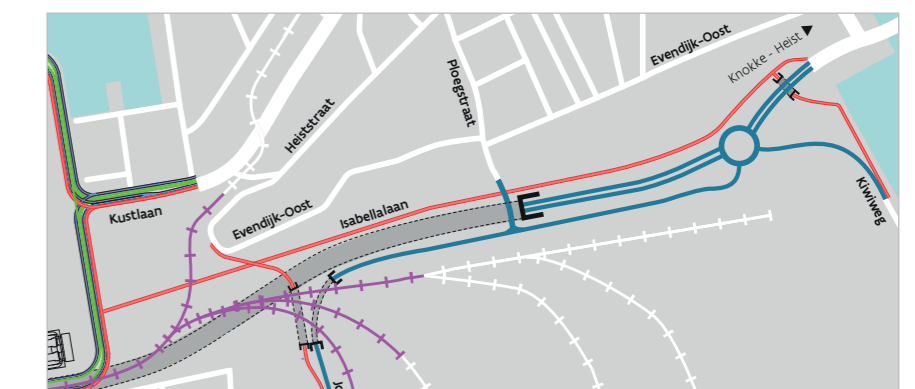 Evendijk-Oost
Knokke - Heist
Ploegstraat
Heiststraat
Kiwiweg
Kustlaan
Evendijk-Oost
Isabellalaan